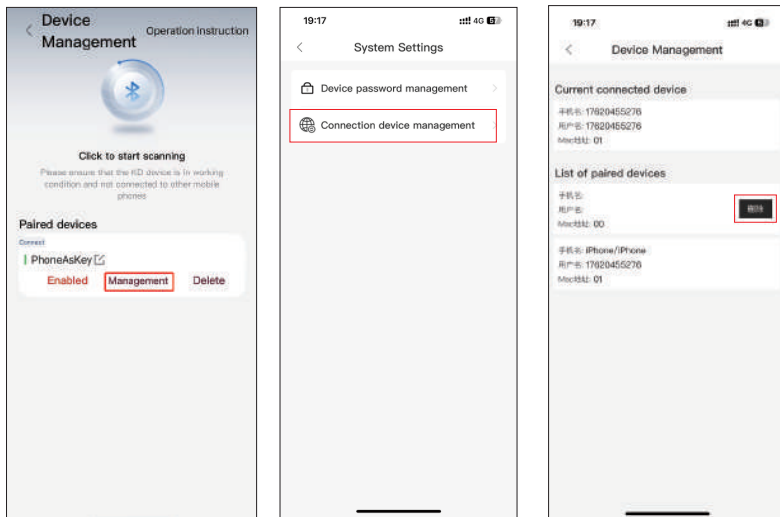 Device
Management
Operation Instruction
Click to start scanning
Please ensure that the KD device is in working
condition and not connected to other mobile
phones
Paired devices
Connect
PhoneAsKey
Enabled
Management
Delete
19:17
4G
System Settings
Device password management
Connection device management
19:17
4G
Device Management
Current connected device
手机名: 17620455276
用户名: 17620455276
Mac地址: 01
List of paired devices
手机名:
用户名:
Mac地址: 00
删除
手机名: iPhone/iPhone
用户名: 17620455276
Mac地址: 01